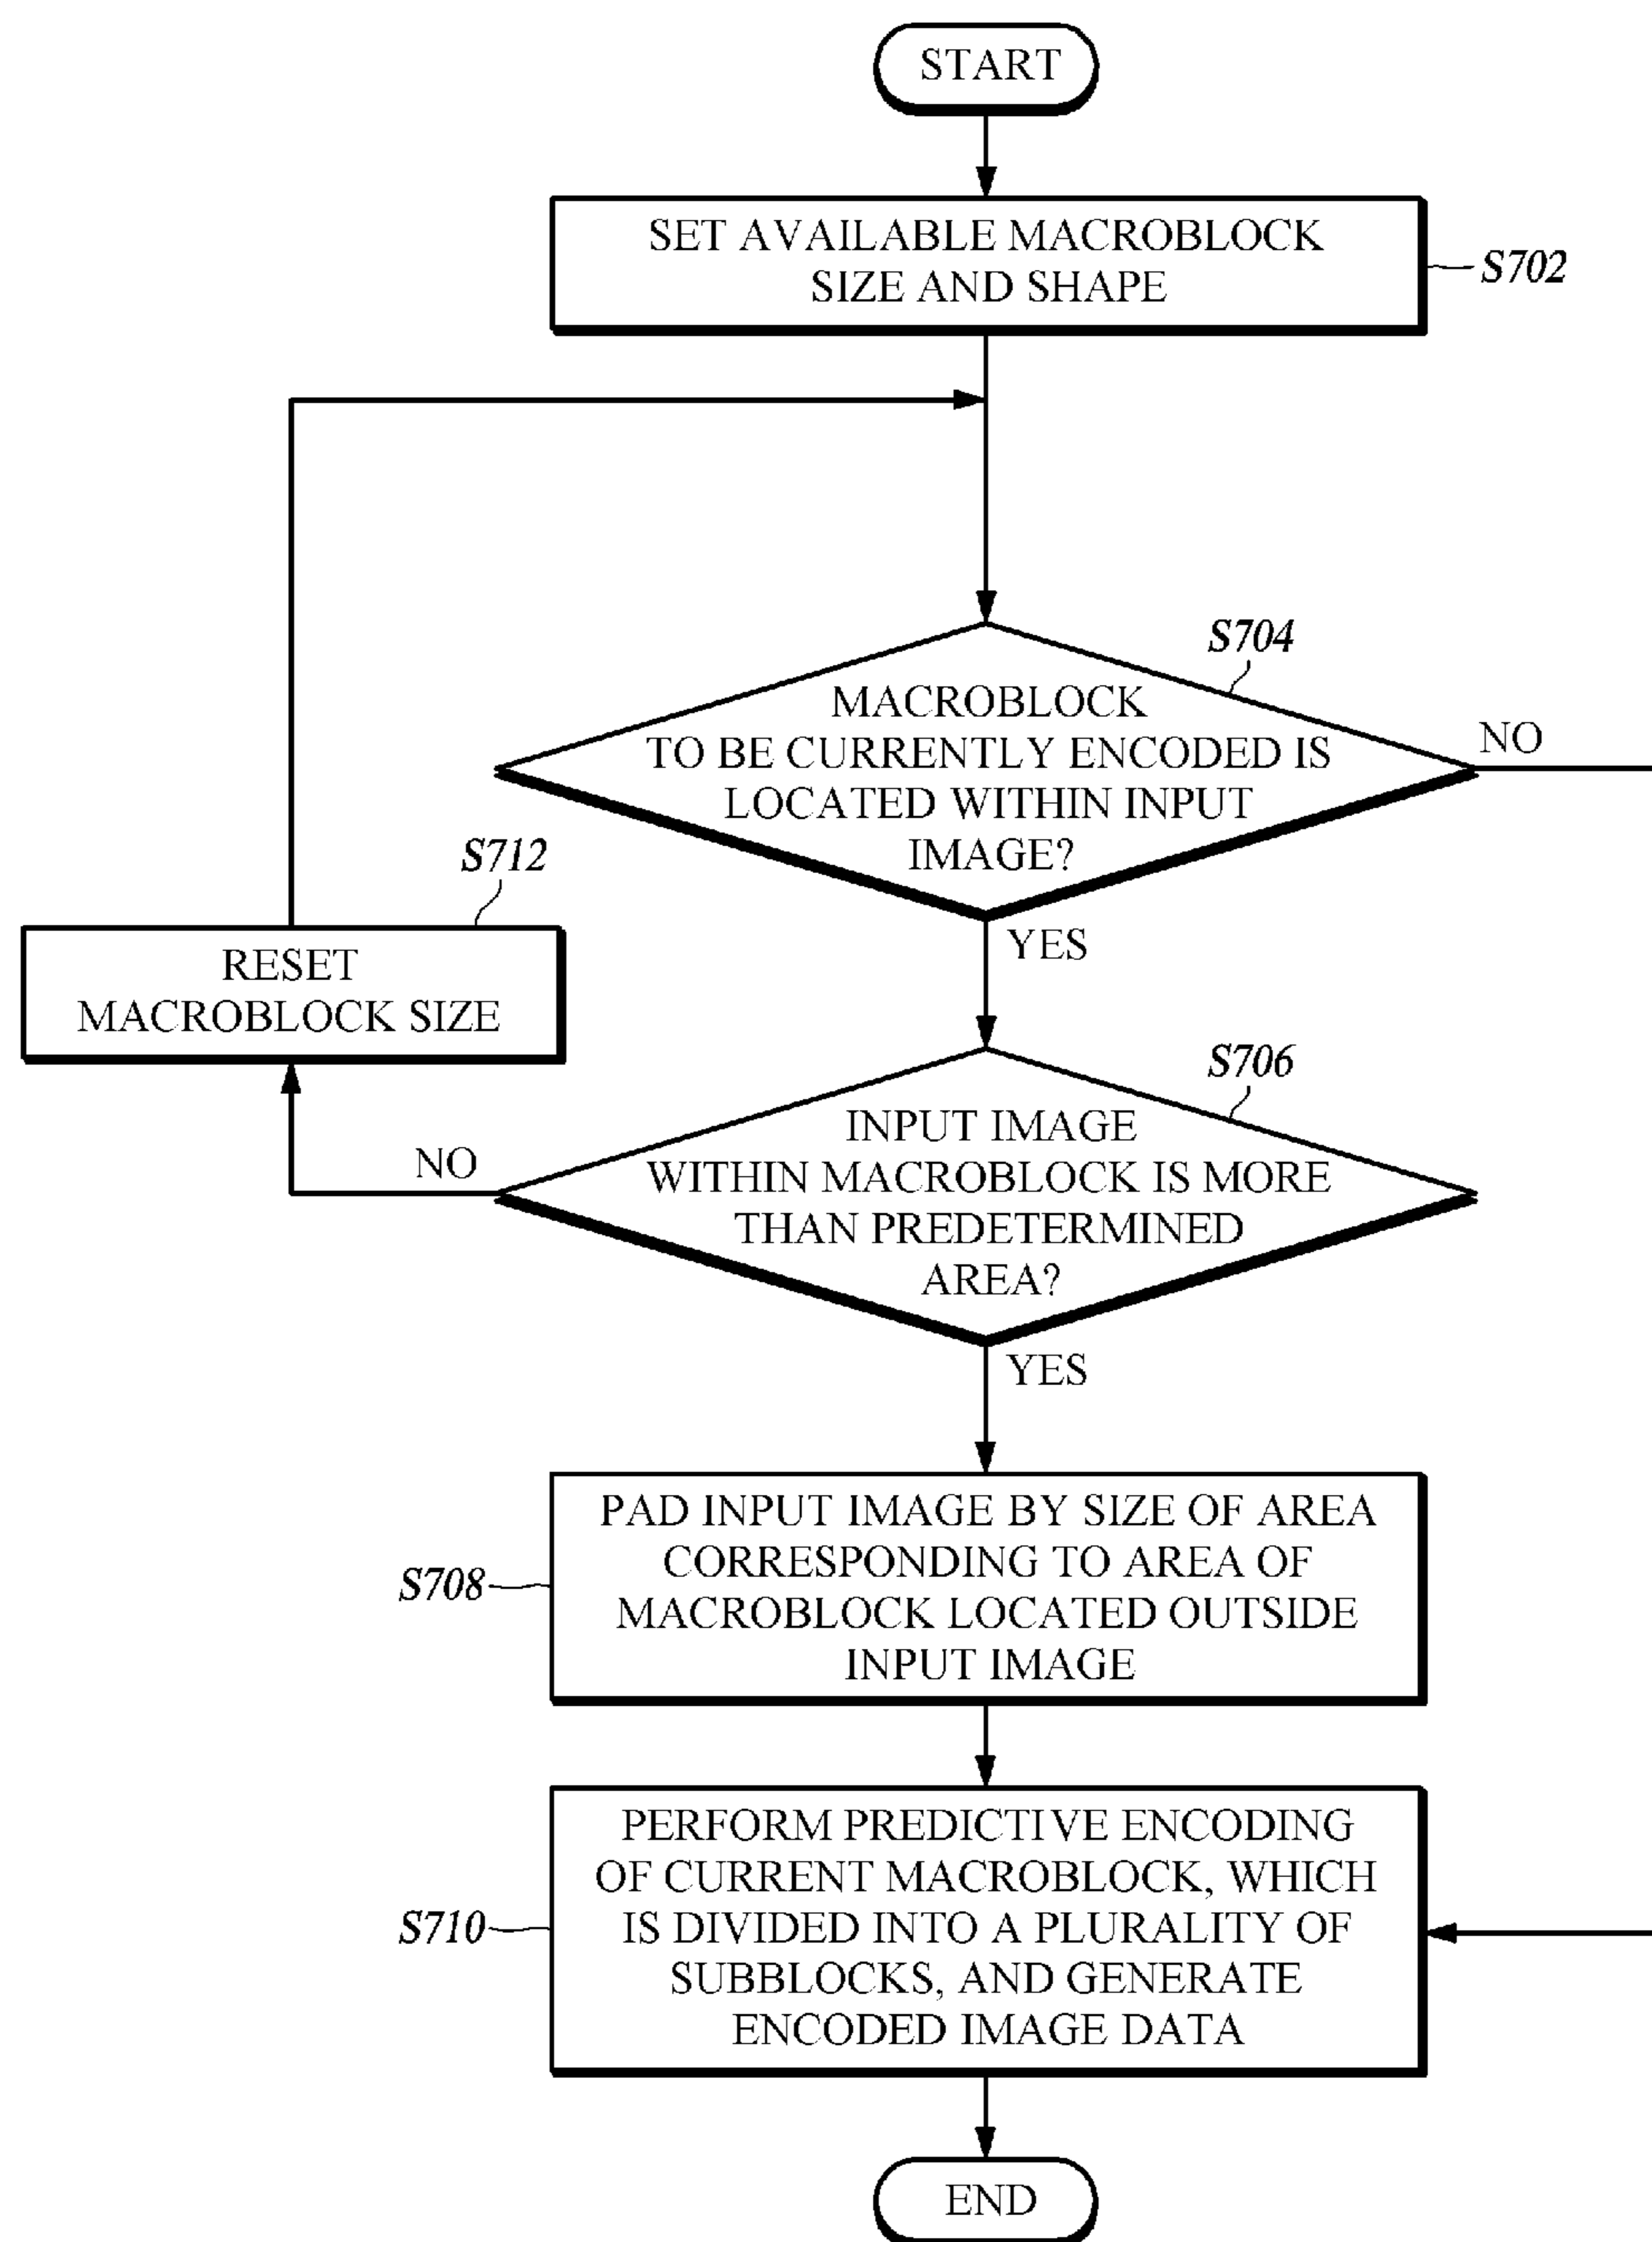 START
SET AVAILABLE MACROBLOCK
SIZE AND SHAPE
S702
S704
MACROBLOCK
TO BE CURRENTLY ENCODED IS
LOCATED WITHIN INPUT
IMAGE?
NO
YES
S712
RESET
MACROBLOCK SIZE
S706
INPUT IMAGE
WITHIN MACROBLOCK IS MORE
THAN PREDETERMINED
AREA?
NO
YES
PAD INPUT IMAGE BY SIZE OF AREA
CORRESPONDING TO AREA OF
MACROBLOCK LOCATED OUTSIDE
INPUT IMAGE
S708
PERFORM PREDICTIVE ENCODING
OF CURRENT MACROBLOCK, WHICH
IS DIVIDED INTO A PLURALITY OF
SUBBLOCKS, AND GENERATE
ENCODED IMAGE DATA
S710
END